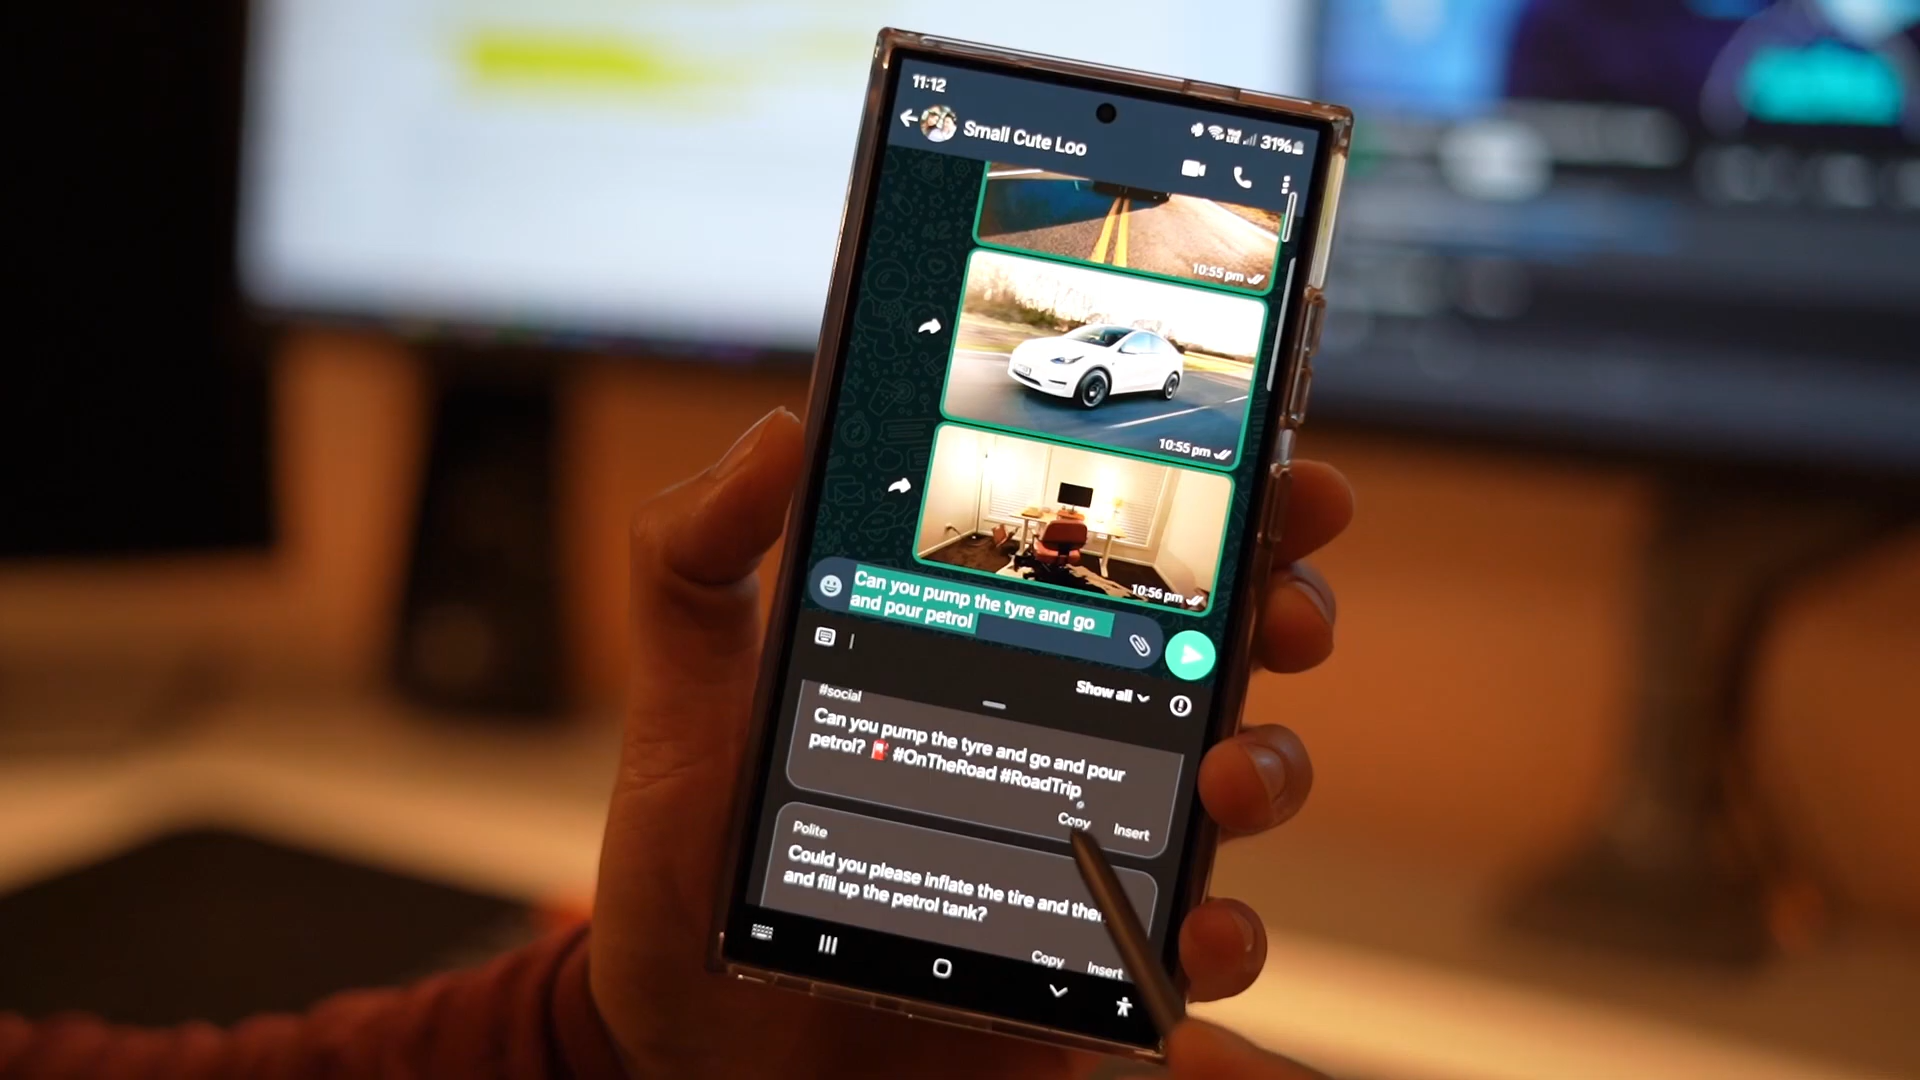 11:12
31%
Small Cute Loo
10:55 pm
10:55 pm
10:56 pm
Can you pump the tyre and go
and pour petrol
Show all
#social
Can you pump the tyre and go and pour
petrol? #OnTheRoad #RoadTrip
Copy Insert
Polite
Could you please inflate the tire and the
and fill up the petrol tank?
Copy Insert